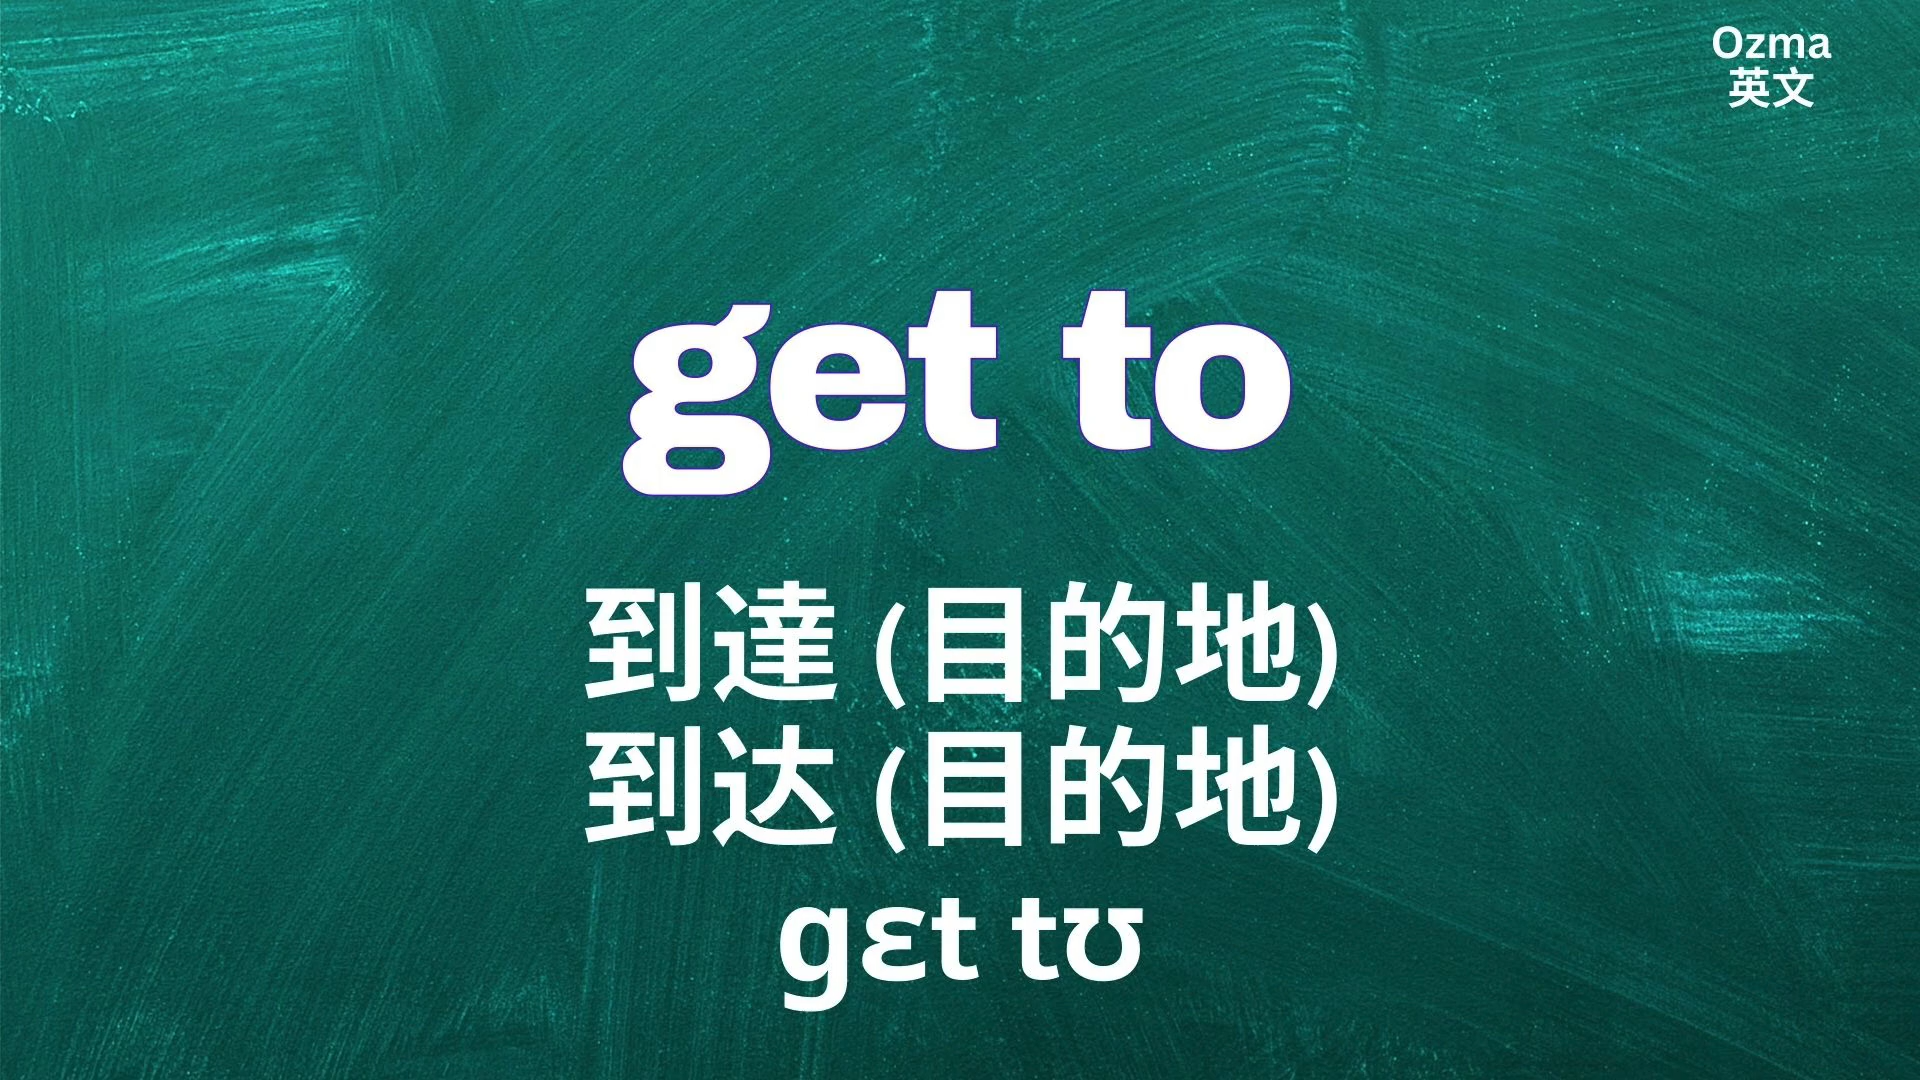 Ozma
英文
get to
到達 (目的地)
到达 (目的地)
gɛt tʊ